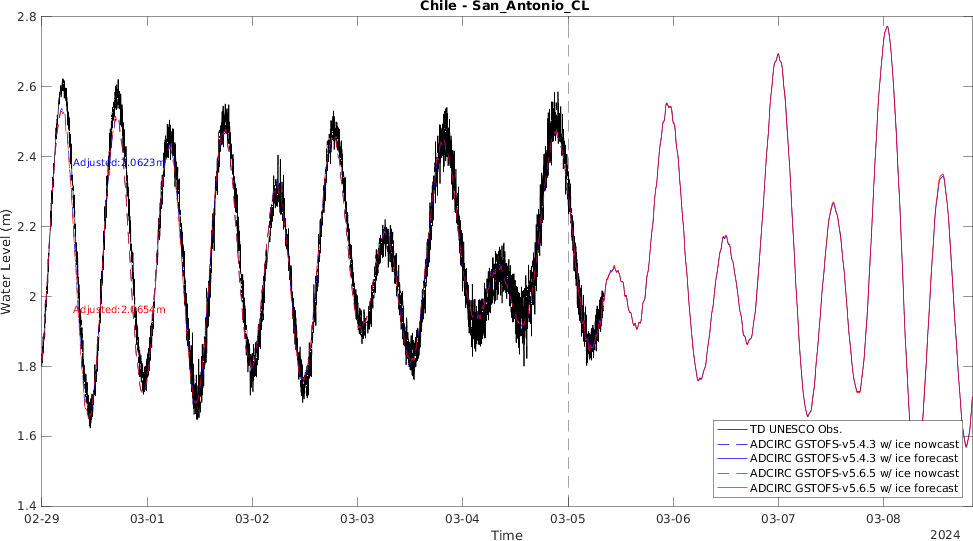 Chile - San_Antonio_CL
2.8
2.6
2.4
2.2
2
1.8
1.6
1.4
Water Level (m)
Adjusted:2.0623m
Adjusted:2.0654m
TD UNESCO Obs.
ADCIRC GSTOFS-v5.4.3 w/ ice nowcast
ADCIRC GSTOFS-v5.4.3 w/ ice forecast
ADCIRC GSTOFS-v5.6.5 w/ ice nowcast
ADCIRC GSTOFS-v5.6.5 w/ ice forecast
02-29 03-01 03-02 03-03 03-04 03-05 03-06 03-07 03-08
Time
2024